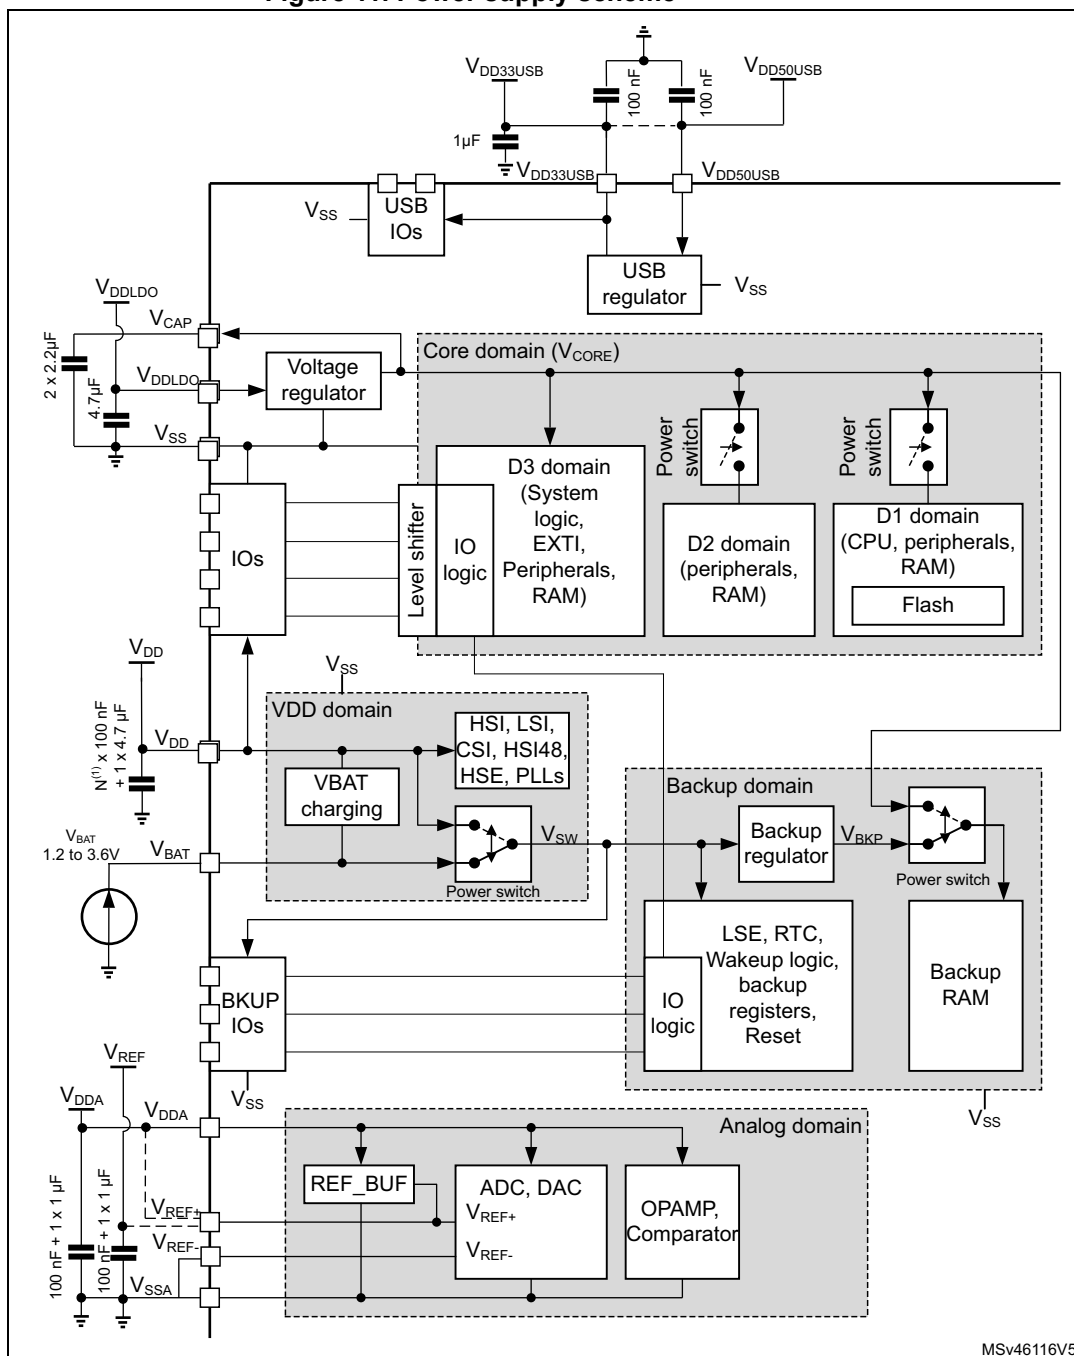 VDD33USB
100 nF
100 nF
VDD50USB
1µF
VDD33USB
VDD50USB
VSS
USB
IOs
USB
regulator
VSS
VDDLDO
VCAP
2 x 2.2µF
VDDLDO
4.7µF
VSS
Voltage
regulator
Core domain (VCORE)
Power
switch
Power
switch
D3 domain
(System
logic,
EXTI,
Peripherals,
RAM)
D2 domain
(peripherals,
RAM)
D1 domain
(CPU, peripherals,
RAM)
Flash
IOs
Level shifter
IO
logic
VDD
VSS
VDD domain
N(1) x 100 nF
+ 1 x 4.7 µF
VDD
HSI, LSI,
CSI, HSI48,
HSE, PLLs
VBAT
charging
VBAT
1.2 to 3.6V
VBAT
VSW
Power switch
Backup domain
Backup
regulator
VBKP
Power switch
LSE, RTC,
Wakeup logic,
backup
registers,
Reset
IO
logic
Backup
RAM
BKUP
IOs
VSS
VSS
VREF
VDDA
VDDA
Analog domain
REF_BUF
ADC, DAC
VREF+
VREF-
OPAMP,
Comparator
100 nF + 1 x 1 µF
100 nF + 1 x 1 µF
VREF+
VREF-
VSSA
MSv46116V5